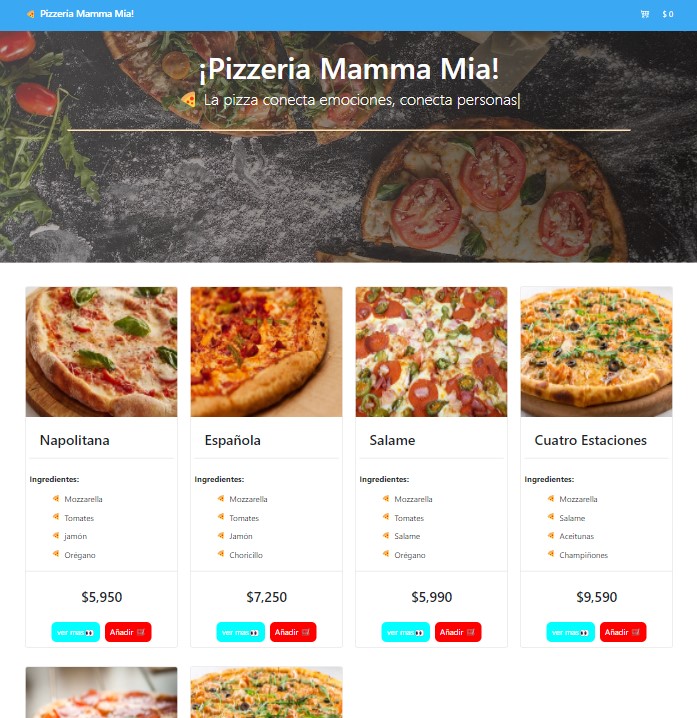 Pizzería Mamma Mia!
$ 0
¡Pizzeria Mamma Mia!
La pizza conecta emociones, conecta personas|
Napolitana
Ingredientes:
Mozzarella
Tomates
jamón
Orégano
$5,950
ver mas
Añadir
Española
Ingredientes:
Mozzarella
Tomates
Jamón
Choricillo
$7,250
ver mas
Añadir
Salame
Ingredientes:
Mozzarella
Tomates
Salame
Orégano
$5,990
ver mas
Añadir
Cuatro Estaciones
Ingredientes:
Mozzarella
Salame
Aceitunas
Champiñones
$9,590
ver mas
Añadir